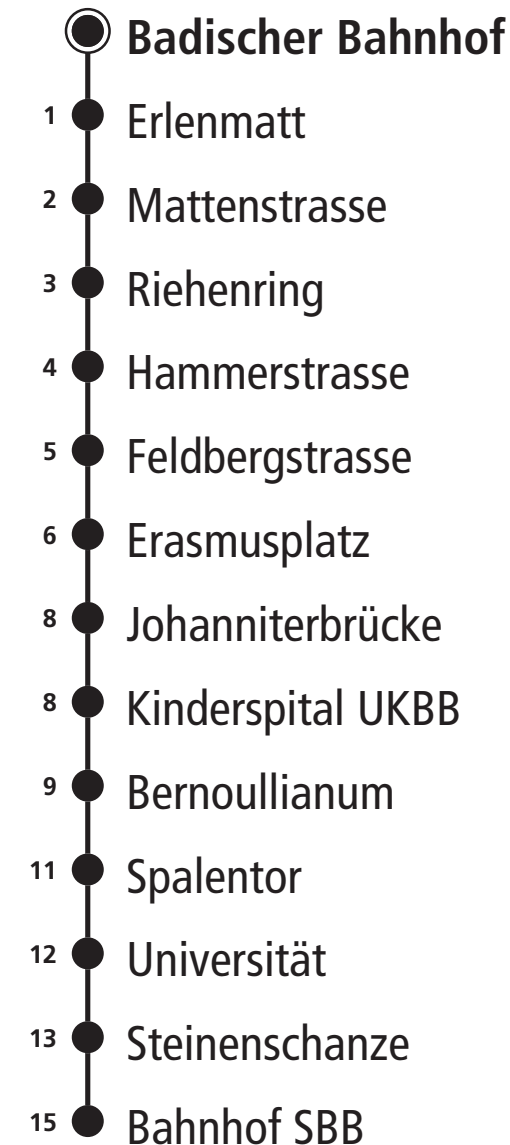 Badischer Bahnhof
1 Erlenmatt
2 Mattenstrasse
3 Riehenring
4 Hammerstrasse
5 Feldbergstrasse
6 Erasmusplatz
8 Johanniterbrücke
8 Kinderspital UKBB
9 Bernoullianum
11 Spalentor
12 Universität
13 Steinenschanze
15 Bahnhof SBB